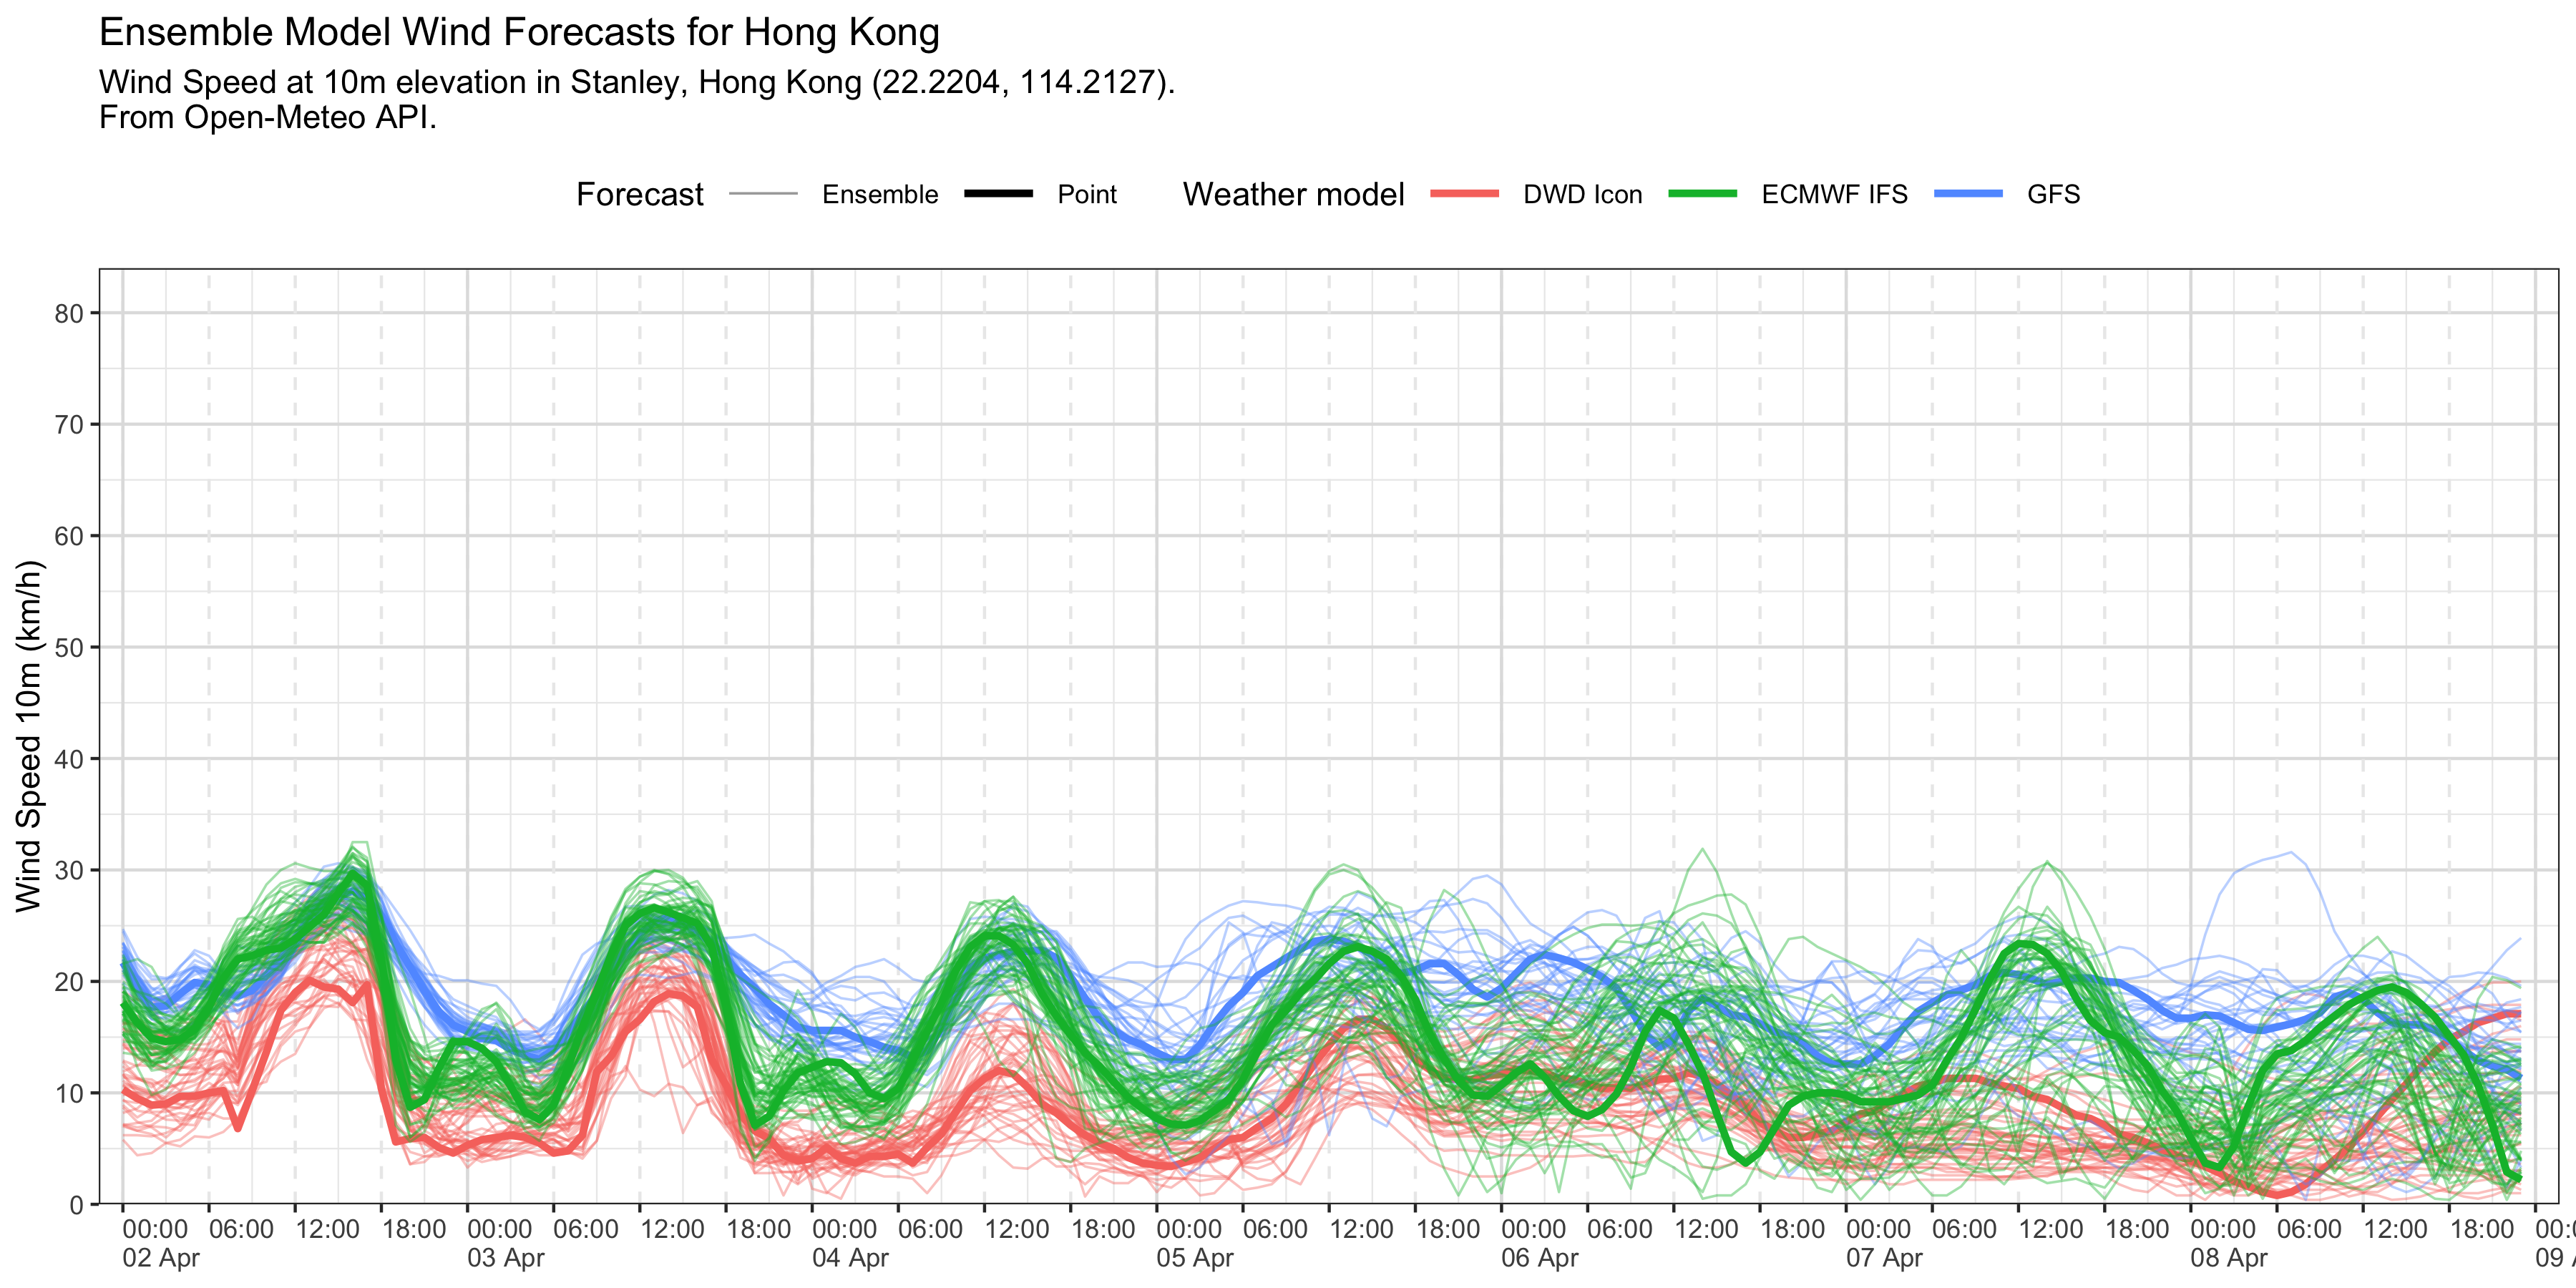 Ensemble Model Wind Forecasts for Hong Kong
Wind Speed at 10m elevation in Stanley, Hong Kong (22.2204, 114.2127).
From Open-Meteo API.
Forecast Ensemble Point Weather model DWD Icon ECMWF IFS GFS
Wind Speed 10m (km/h)
80
70
60
50
40
30
20
10
0
00:00 06:00 12:00 18:00 00:00 06:00 12:00 18:00 00:00 06:00 12:00 18:00 00:00 06:00 12:00 18:00 00:00 06:00 12:00 18:00 00:00 06:00 12:00 18:00 00:00 06:00 12:00 18:00 00:0
02 Apr 03 Apr 04 Apr 05 Apr 06 Apr 07 Apr 08 Apr 09